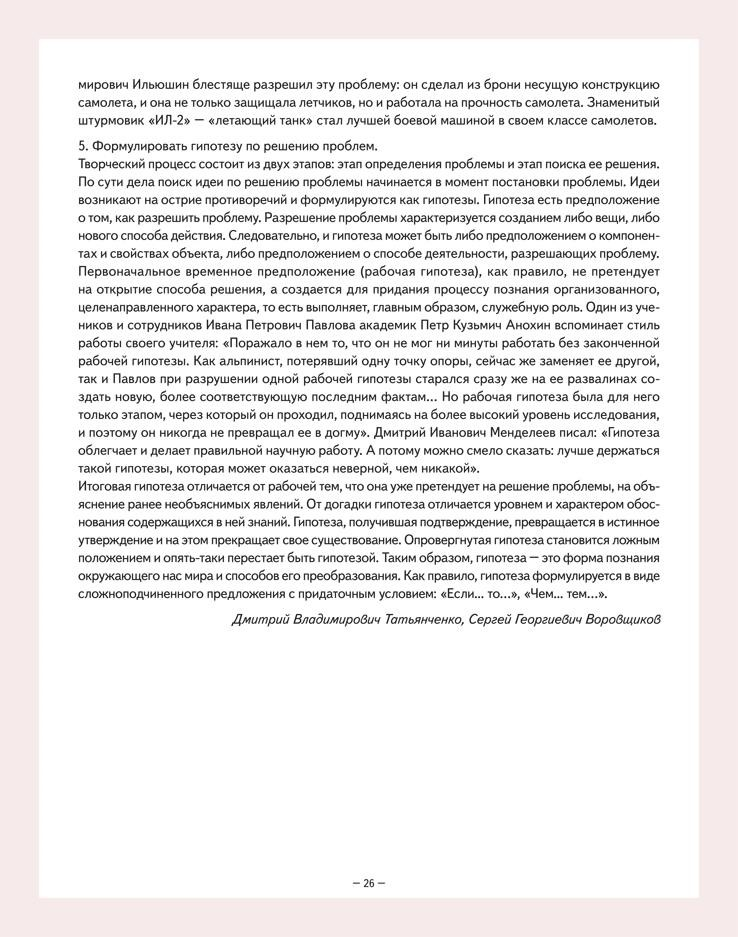 мирович Ильюшин блестяще разрешил эту проблему: он сделал из брони несущую конструкцию
самолета, и она не только защищала летчиков, но и работала на прочность самолета. Знаменитый
штурмовик «ИЛ-2» — «летающий танк» стал лучшей боевой машиной в своем классе самолетов.
5. Формулировать гипотезу по решению проблем.
Творческий процесс состоит из двух этапов: этап определения проблемы и этап поиска ее решения.
По сути дела поиск идеи по решению проблемы начинается в момент постановки проблемы. Идеи
возникают на острие противоречий и формулируются как гипотезы. Гипотеза есть предположение
о том, как разрешить проблему. Разрешение проблемы характеризуется созданием либо вещи, либо
нового способа действия. Следовательно, и гипотеза может быть либо предположением о компонен-
тах и свойствах объекта, либо предположением о способе деятельности, разрешающих проблему.
Первоначальное временное предположение (рабочая гипотеза), как правило, не претендует
на открытие способа решения, а создается для придания процессу познания организованного,
целенаправленного характера, то есть выполняет, главным образом, служебную роль. Один из уче-
ников и сотрудников Ивана Петрович Павлова академик Петр Кузьмич Анохин вспоминает стиль
работы своего учителя: «Поражало в нем то, что он не мог ни минуты работать без законченной
рабочей гипотезы. Как альпинист, потерявший одну точку опоры, сейчас же заменяет ее другой,
так и Павлов при разрушении одной рабочей гипотезы старался сразу же на ее развалинах со-
здать новую, более соответствующую последним фактам... Но рабочая гипотеза была для него
только этапом, через который он проходил, поднимаясь на более высокий уровень исследования,
и поэтому он никогда не превращал ее в догму». Дмитрий Иванович Менделеев писал: «Гипотеза
облегчает и делает правильной научную работу. А потому можно смело сказать: лучше держаться
такой гипотезы, которая может оказаться неверной, чем никакой».
Итоговая гипотеза отличается от рабочей тем, что она уже претендует на решение проблемы, на объ-
яснение ранее необъяснимых явлений. От догадки гипотеза отличается уровнем и характером обос-
нования содержащихся в ней знаний. Гипотеза, получившая подтверждение, превращается в истинное
утверждение и на этом прекращает свое существование. Опровергнутая гипотеза становится ложным
положением и опять-таки перестает быть гипотезой. Таким образом, гипотеза — это форма познания
окружающего нас мира и способов его преобразования. Как правило, гипотеза формулируется в виде
сложноподчиненного предложения с придаточным условием: «Если... то...», «Чем... тем...».
Дмитрий Владимирович Татьянченко, Сергей Георгиевич Воровщиков
— 26 —